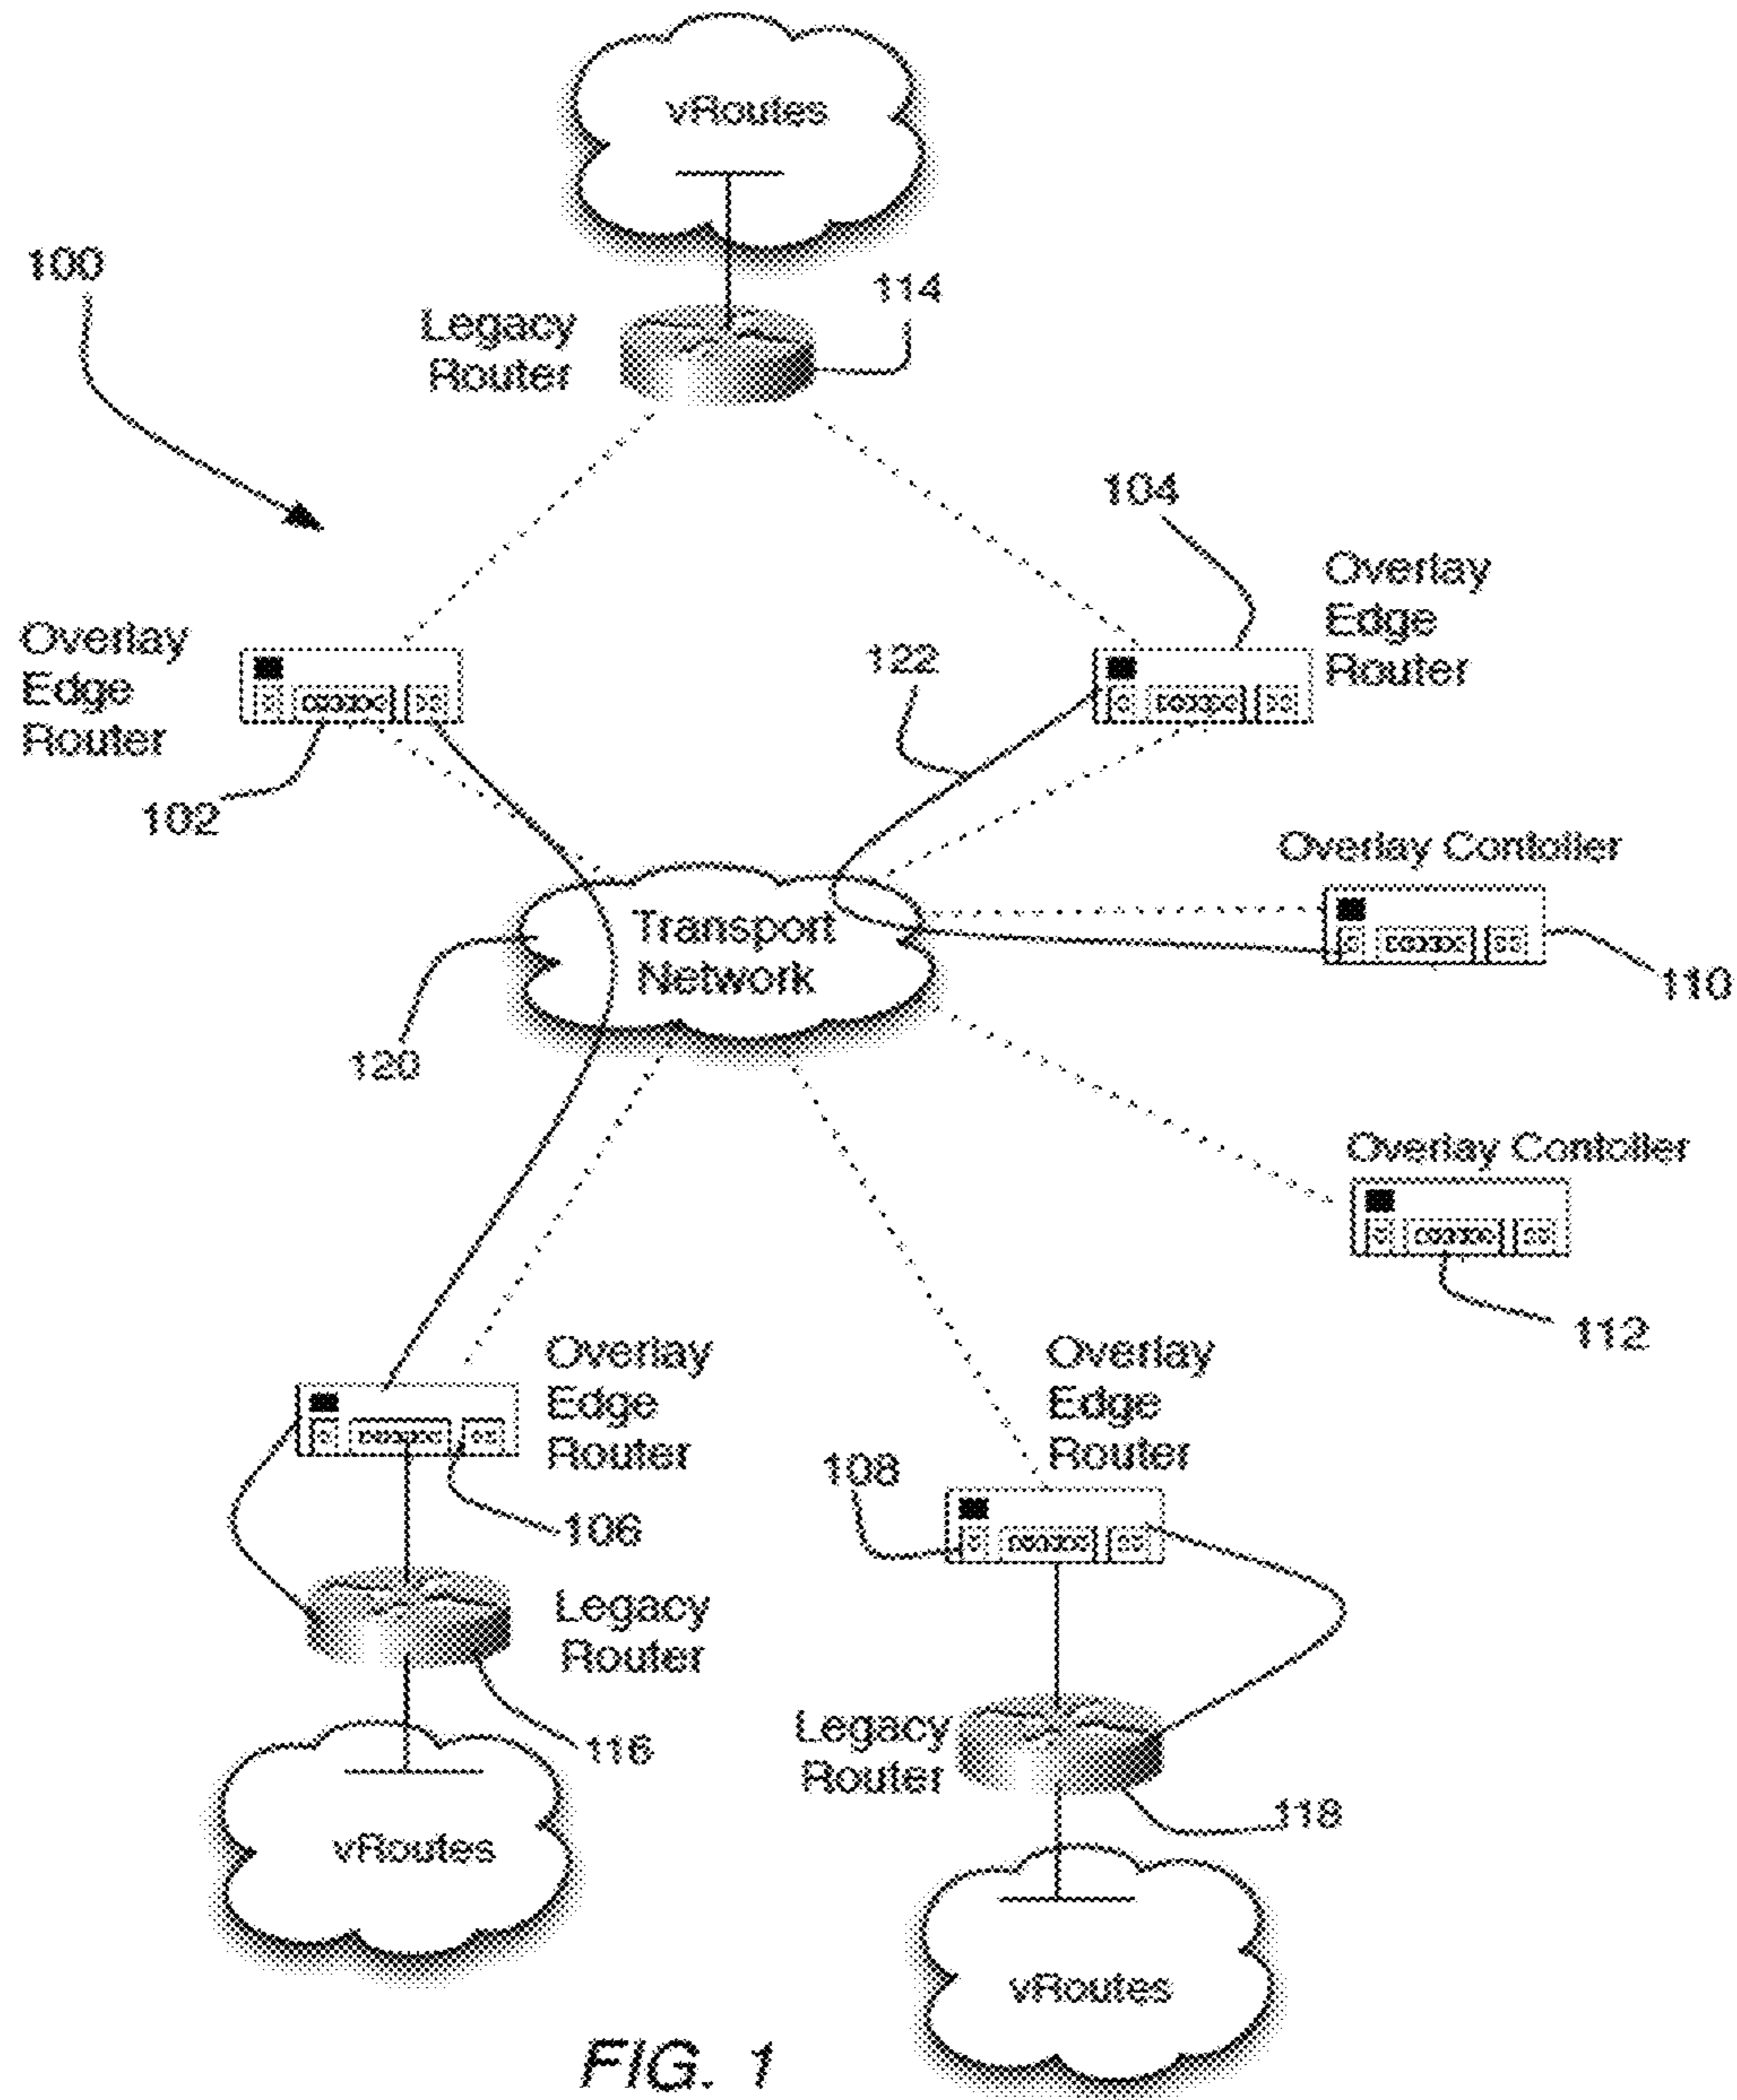 vRoutes
100
114
Legacy
Router
104
Overlay
Edge
Router
122
Overlay
Edge
Router
102
Overlay Contoller
Transport
Network
110
120
Overlay Contoller
112
Overlay
Edge
Router
Overlay
Edge
Router
108
106
Legacy
Router
116
Legacy
Router
118
vRoutes
vRoutes
FIG. 1